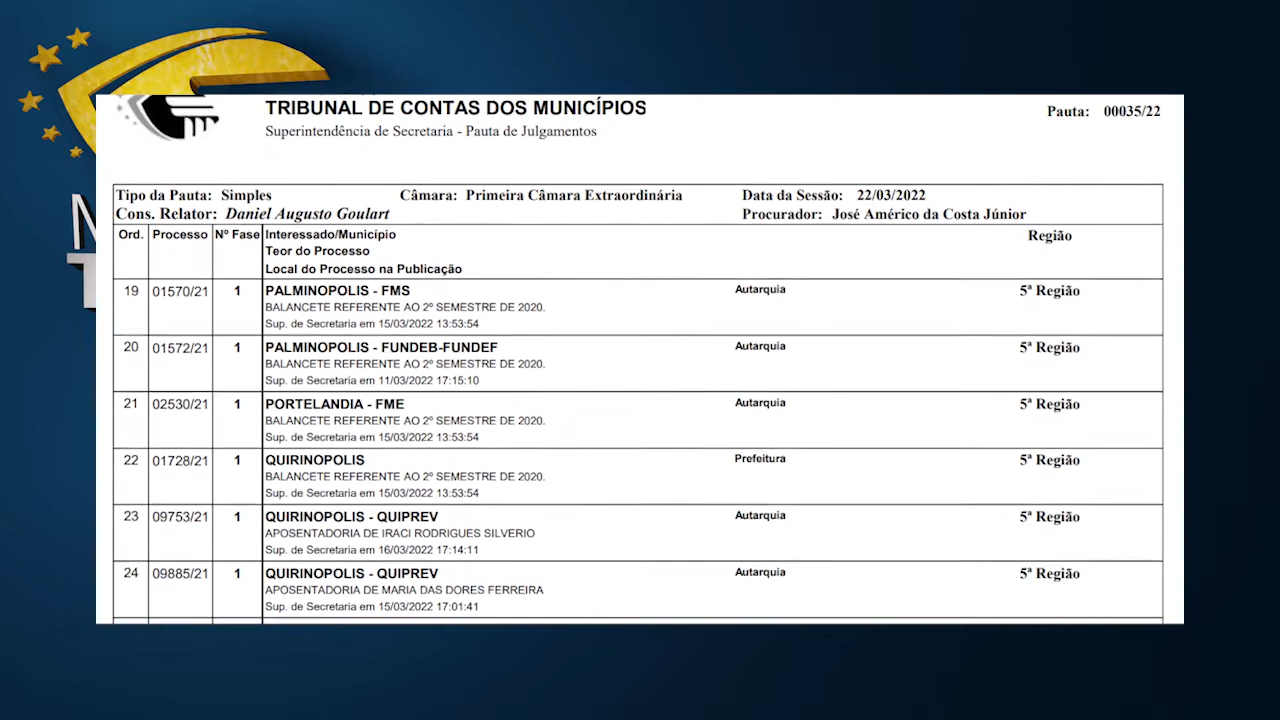 TRIBUNAL DE CONTAS DOS MUNICÍPIOS
Superintendência de Secretaria - Pauta de Julgamentos
Pauta: 00035/22
Tipo da Pauta: Simples Câmara: Primeira Câmara Extraordinária Data da Sessão: 22/03/2022
Cons. Relator: Daniel Augusto Goulart Procurador: José Américo da Costa Júnior
Ord. Processo Nº Fase Interessado/Município Região
Teor do Processo
Local do Processo na Publicação
19 01570/21 1 PALMINOPOLIS - FMS Autarquia 5ª Região
BALANCETE REFERENTE AO 2º SEMESTRE DE 2020.
Sup. de Secretaria em 15/03/2022 13:53:54
20 01572/21 1 PALMINOPOLIS - FUNDEB-FUNDEF Autarquia 5ª Região
BALANCETE REFERENTE AO 2º SEMESTRE DE 2020.
Sup. de Secretaria em 11/03/2022 17:15:10
21 02530/21 1 PORTELANDIA - FME Autarquia 5ª Região
BALANCETE REFERENTE AO 2º SEMESTRE DE 2020.
Sup. de Secretaria em 15/03/2022 13:53:54
22 01728/21 1 QUIRINOPOLIS Prefeitura 5ª Região
BALANCETE REFERENTE AO 2º SEMESTRE DE 2020.
Sup. de Secretaria em 15/03/2022 13:53:54
23 09753/21 1 QUIRINOPOLIS - QUIPREV Autarquia 5ª Região
APOSENTADORIA DE IRACI RODRIGUES SILVERIO
Sup. de Secretaria em 16/03/2022 17:14:11
24 09885/21 1 QUIRINOPOLIS - QUIPREV Autarquia 5ª Região
APOSENTADORIA DE MARIA DAS DORES FERREIRA
Sup. de Secretaria em 15/03/2022 17:01:41